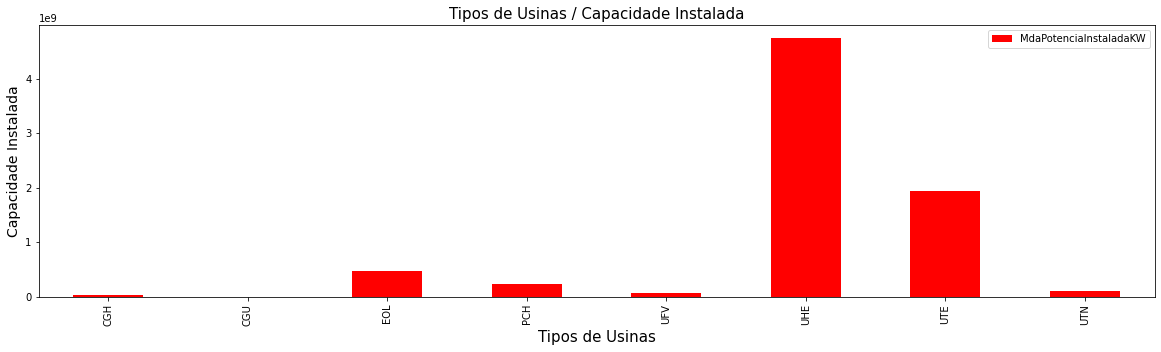 Tipos de Usinas / Capacidade Instalada
1e9
MdaPotenciaInstaladaKW
4
3
2
1
0
Capacidade Instalada
CGH CGU EOL PCH UFV UHE UTE UTN
Tipos de Usinas